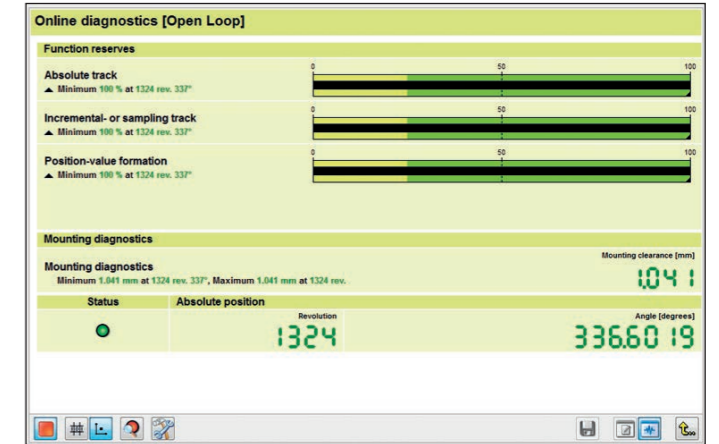 Online diagnostics [Open Loop]
Function reserves
Absolute track
0 50 100
Minimum 100 % at 1324 rev. 337°
Incremental- or sampling track
0 50 100
Minimum 100 % at 1324 rev. 337°
Position-value formation
0 50 100
Minimum 100 % at 1324 rev. 337°
Mounting diagnostics
Mounting clearance [mm]
Mounting diagnostics
1.041
Minimum 1.041 mm at 1324 rev. 337°, Maximum 1.041 mm at 1324 rev.
Status Absolute position
Revolution Angle [degrees]
1324 336.6019